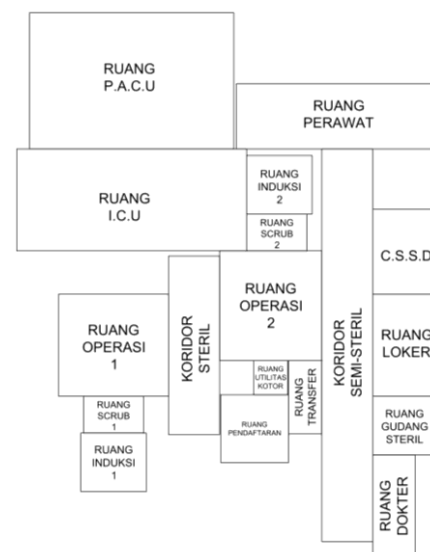 RUANG
P.A.C.U
RUANG
PERAWAT
RUANG
I.C.U
RUANG
INDUKSI
2
RUANG
SCRUB
2
C.S.S.D
RUANG
OPERASI
2
RUANG
OPERASI
1
KORIDOR
STERIL
KORIDOR
SEMI-STERIL
RUANG
LOKER
RUANG
UTILITAS
KOTOR
RUANG
TRANSFER
RUANG
SCRUB
1
RUANG
PENDAFTARAN
RUANG
GUDANG
STERIL
RUANG
INDUKSI
1
RUANG
DOKTER